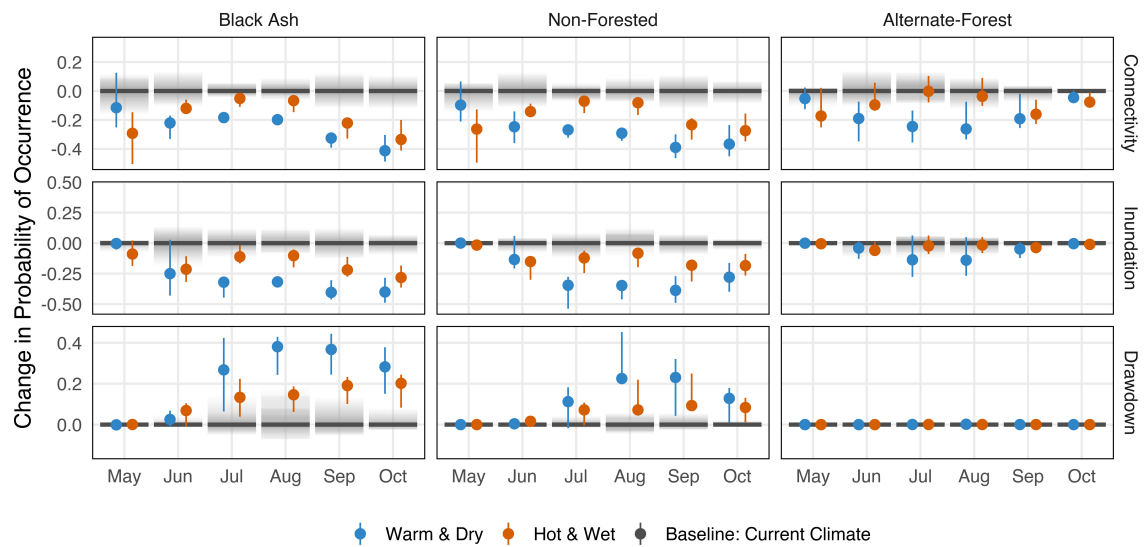 Black Ash Non-Forested Alternate-Forest
Change in Probability of Occurrence
0.2
0.0
-0.2
-0.4
Connectivity
0.50
0.25
0.00
-0.25
-0.50
Inundation
0.4
0.2
0.0
Drawdown
May Jun Jul Aug Sep Oct May Jun Jul Aug Sep Oct May Jun Jul Aug Sep Oct
Warm & Dry Hot & Wet Baseline: Current Climate